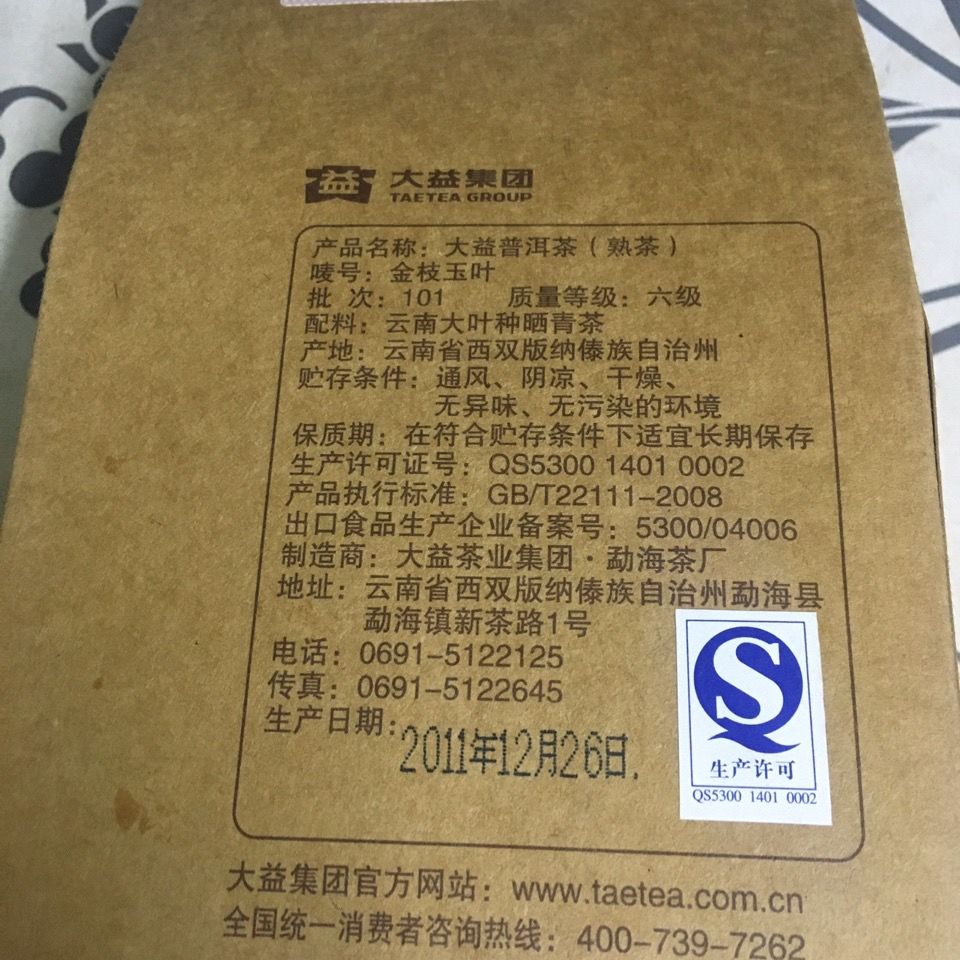 益 大益集团
TAETEA GROUP
产品名称：大益普洱茶（熟茶）
唛号：金枝玉叶
批 次：101 质量等级：六级
配料：云南大叶种晒青茶
产地：云南省西双版纳傣族自治州
贮存条件：通风、阴凉、干燥、
无异味、无污染的环境
保质期：在符合贮存条件下适宜长期保存
生产许可证号：QS5300 1401 0002
产品执行标准：GB/T22111-2008
出口食品生产企业备案号：5300/04006
制造商：大益茶业集团·勐海茶厂
地址：云南省西双版纳傣族自治州勐海县
勐海镇新茶路1号
电话：0691-5122125
传真：0691-5122645
生产日期：2011年12月26日.
QS
生产许可
QS5300 1401 0002
大益集团官方网站：www.taetea.com.cn
全国统一消费者咨询热线：400-739-7262